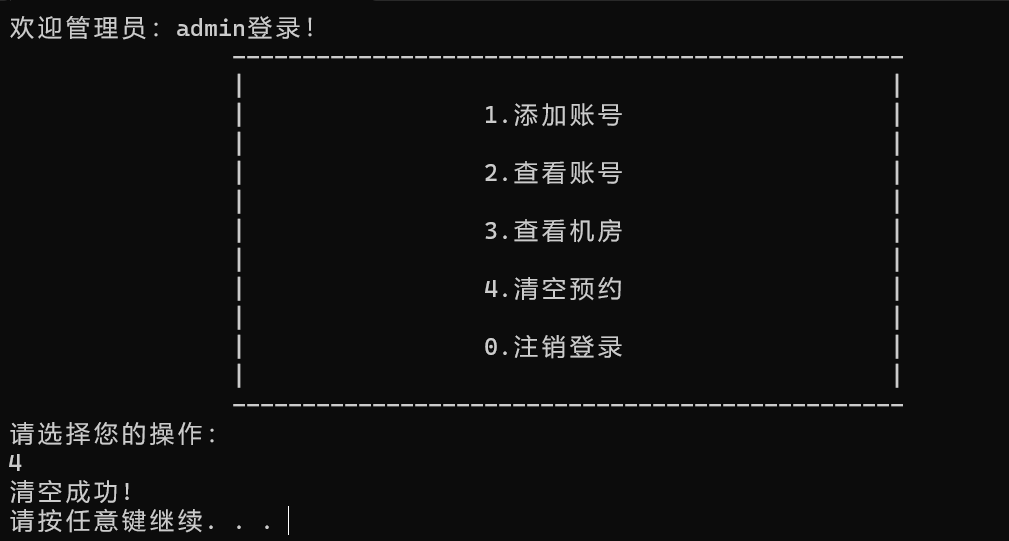 欢迎管理员：admin登录！
1.添加账号
2.查看账号
3.查看机房
4.清空预约
0.注销登录
请选择您的操作：
4
清空成功！
请按任意键继续. . .